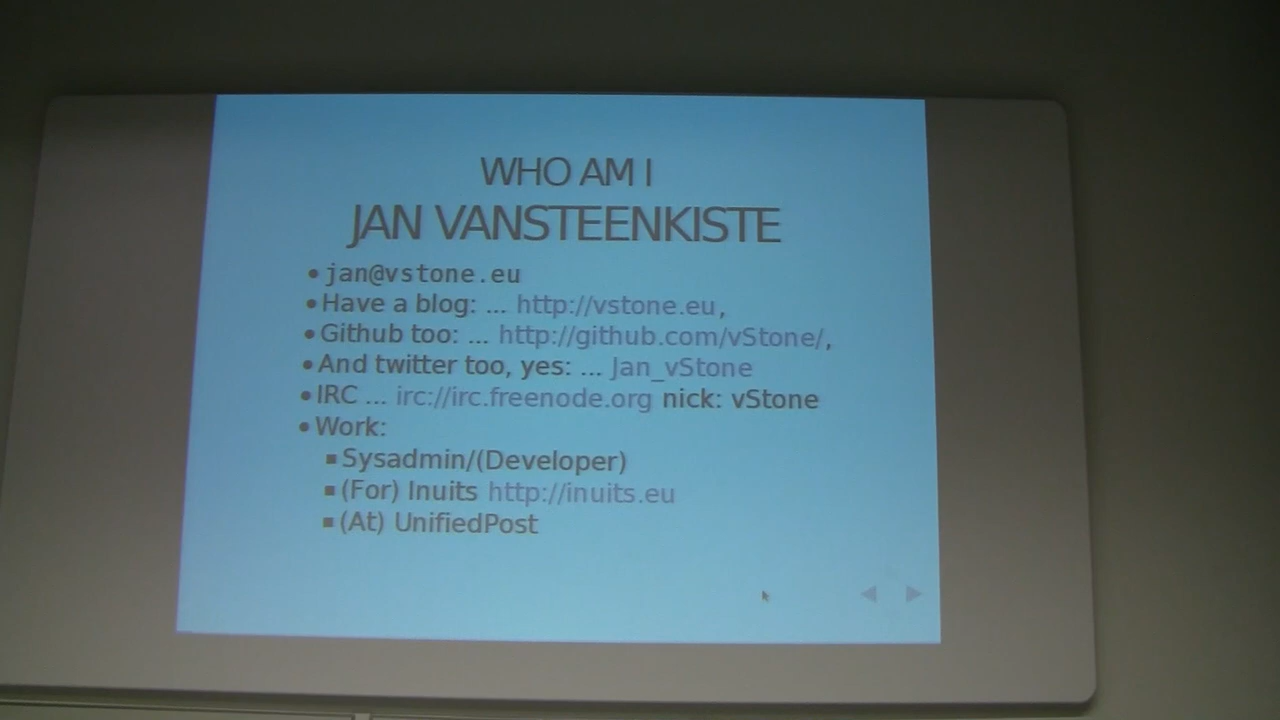 WHO AM I
JAN VANSTEENKISTE
• jan@vstone.eu
• Have a blog: ... http://vstone.eu,
• Github too: ... http://github.com/vStone/,
• And twitter too, yes: ... Jan_vStone
• IRC ... irc://irc.freenode.org nick: vStone
• Work:
▪ Sysadmin/(Developer)
▪ (For) Inuits http://inuits.eu
▪ (At) UnifiedPost